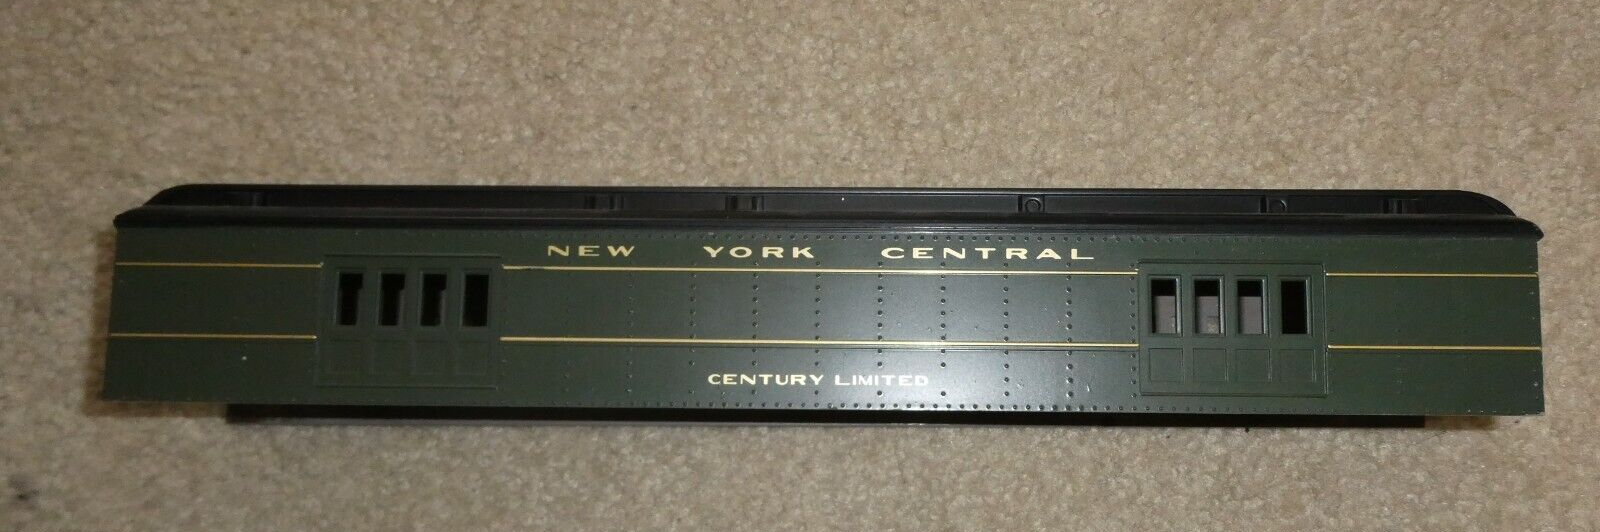 NEW YORK CENTRAL
CENTURY LIMITED